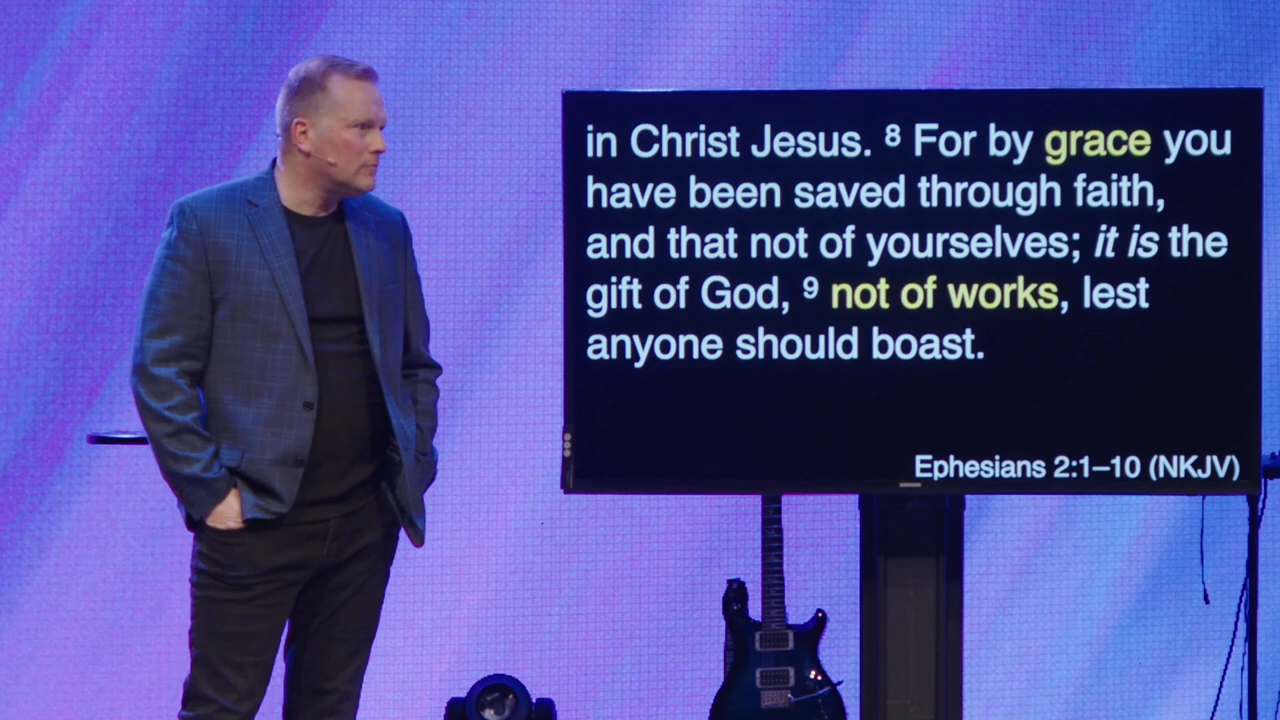 in Christ Jesus. 8 For by grace you
have been saved through faith,
and that not of yourselves; it is the
gift of God, 9 not of works, lest
anyone should boast.
Ephesians 2:1–10 (NKJV)